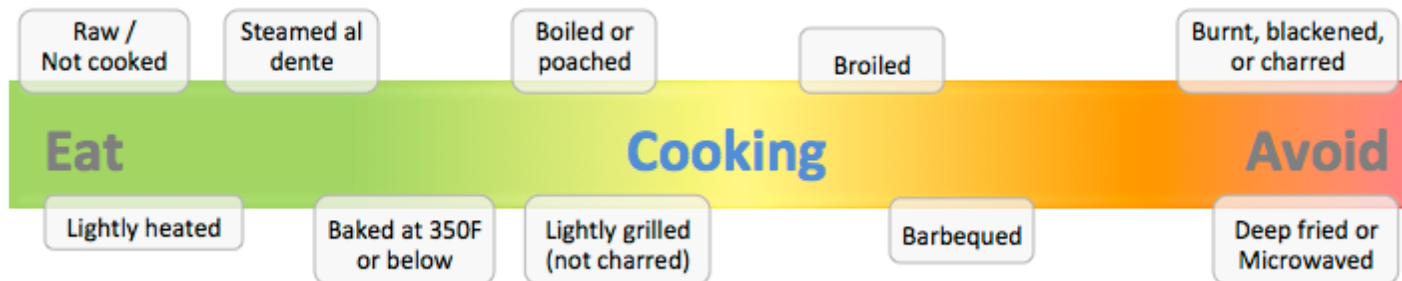 Raw /
Not cooked
Steamed al
dente
Boiled or
poached
Broiled
Burnt, blackened,
or charred
Eat
Cooking
Avoid
Lightly heated
Baked at 350F
or below
Lightly grilled
(not charred)
Barbequed
Deep fried or
Microwaved